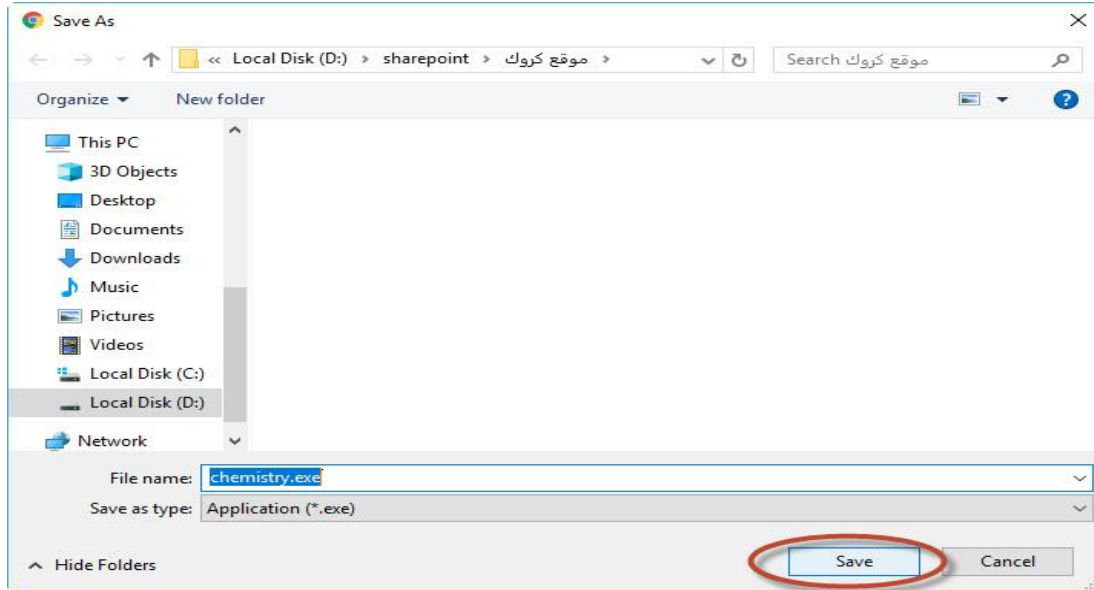 Save As
« Local Disk (D:) › sharepoint › موقع كروك ›
Search موقع كروك
Organize
New folder
This PC
3D Objects
Desktop
Documents
Downloads
Music
Pictures
Videos
Local Disk (C:)
Local Disk (D:)
Network
File name: chemistry.exe
Save as type: Application (*.exe)
Hide Folders
Save
Cancel